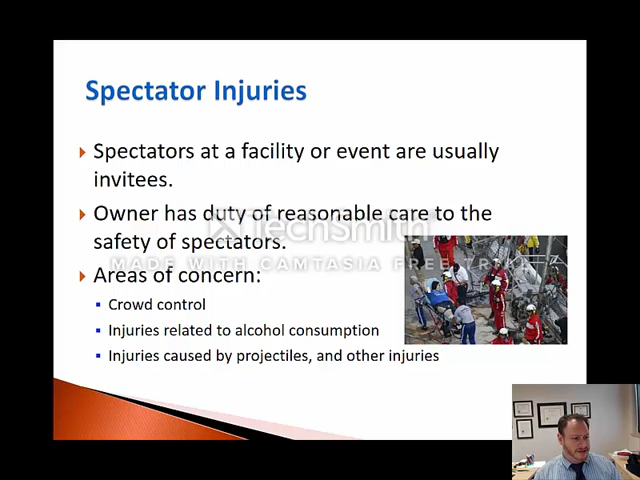 Spectator Injuries
Spectators at a facility or event are usually
invitees.
Owner has duty of reasonable care to the
safety of spectators.
TechSmith
MADE WITH CAMTASIA FREE TRIAL
Areas of concern:
Crowd control
Injuries related to alcohol consumption
Injuries caused by projectiles, and other injuries